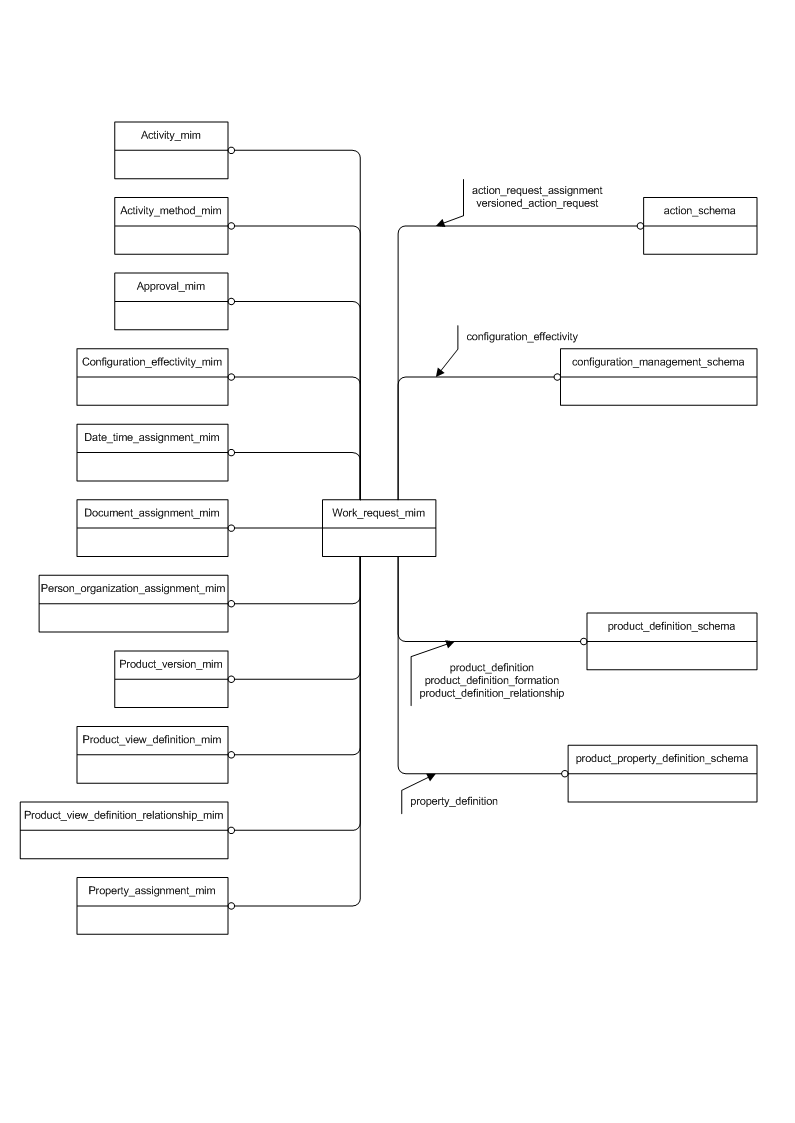 Activity_mim
Activity_method_mim
Approval_mim
Configuration_effectivity_mim
Date_time_assignment_mim
Document_assignment_mim
Person_organization_assignment_mim
Product_version_mim
Product_view_definition_mim
Product_view_definition_relationship_mim
Property_assignment_mim
Work_request_mim
action_request_assignment
versioned_action_request
action_schema
configuration_effectivity
configuration_management_schema
product_definition_schema
product_definition
product_definition_formation
product_definition_relationship
product_property_definition_schema
property_definition